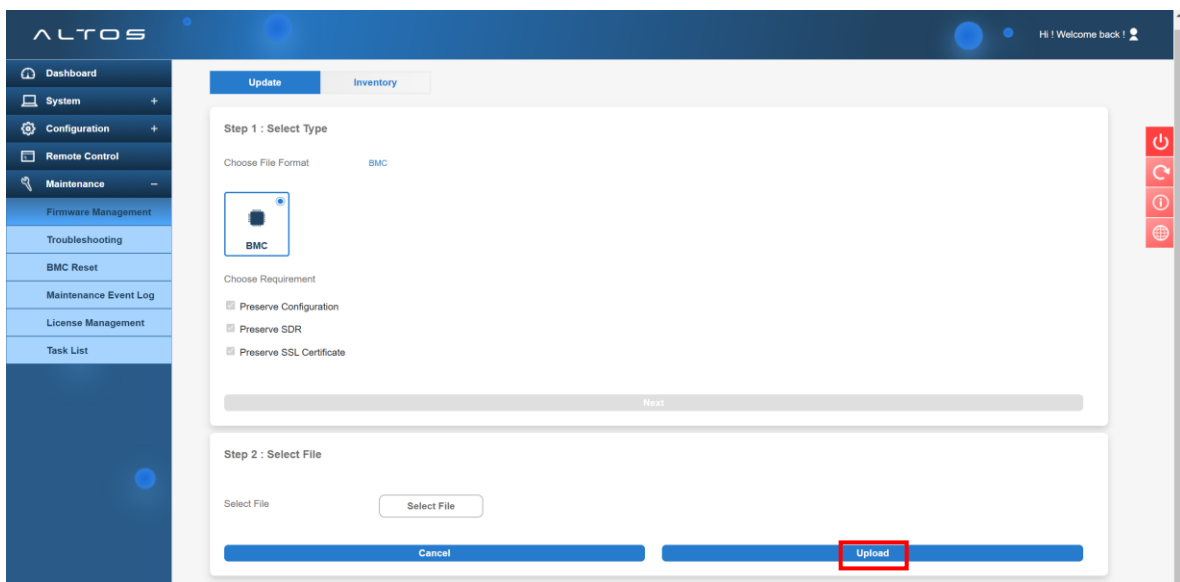 ALTOS
Hi ! Welcome back !
Dashboard
System +
Configuration +
Remote Control
Maintenance −
Firmware Management
Troubleshooting
BMC Reset
Maintenance Event Log
License Management
Task List
Update Inventory
Step 1 : Select Type
Choose File Format BMC
BMC
Choose Requirement
Preserve Configuration
Preserve SDR
Preserve SSL Certificate
Next
Step 2 : Select File
Select File Select File
Cancel Upload